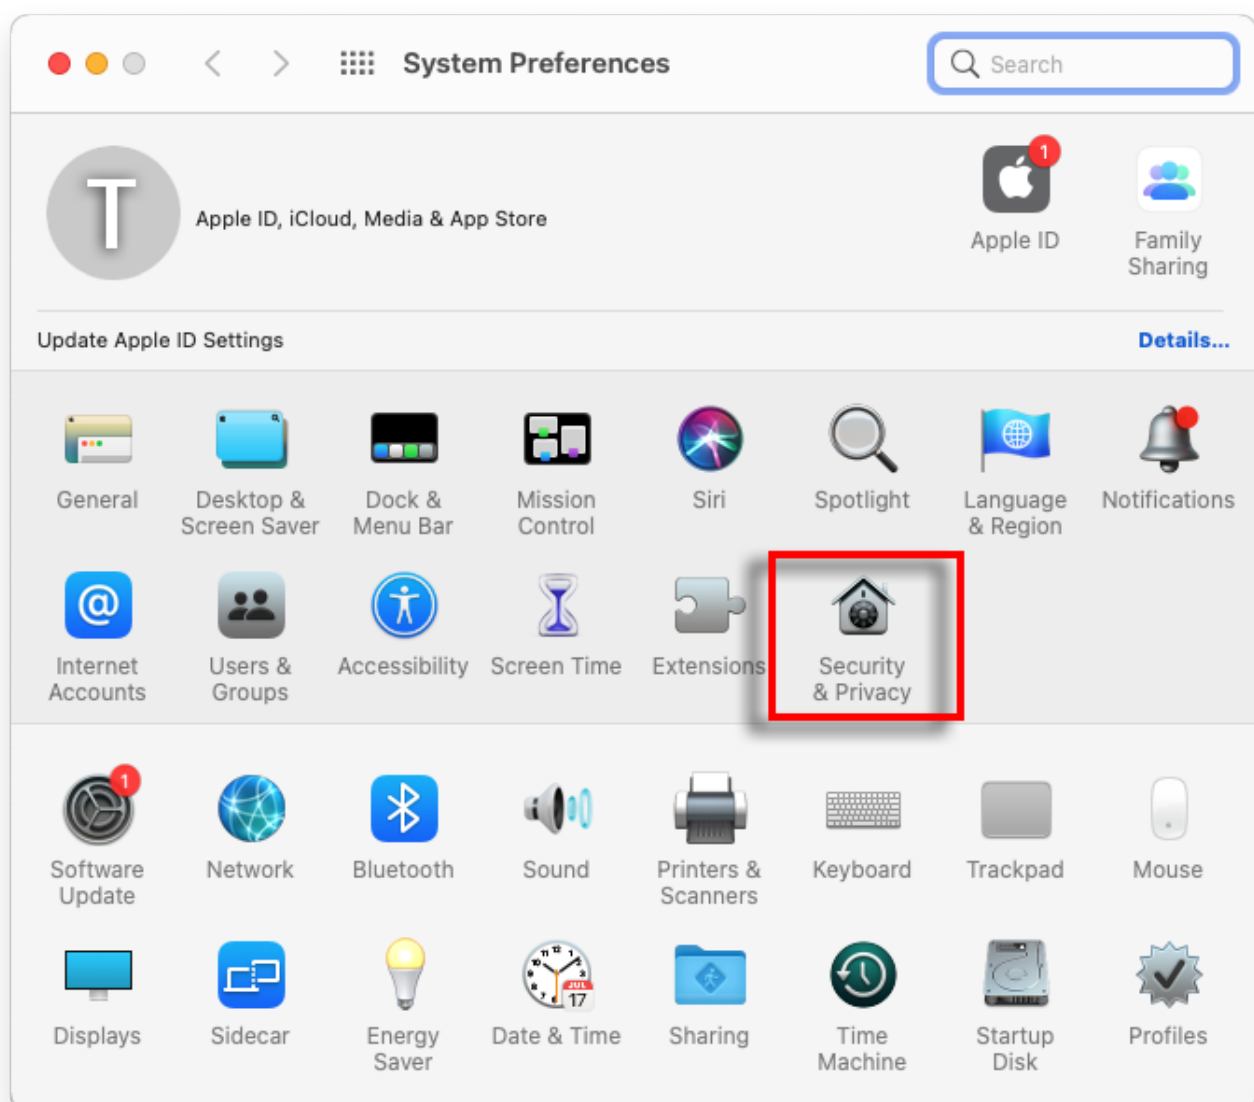 System Preferences
Search
T
Apple ID, iCloud, Media & App Store
1
Apple ID
Family
Sharing
Update Apple ID Settings
Details...
General
Desktop &
Screen Saver
Dock &
Menu Bar
Mission
Control
Siri
Spotlight
Language
& Region
Notifications
@
Internet
Accounts
Users &
Groups
Accessibility
Screen Time
Extensions
Security
& Privacy
1
Software
Update
Network
Bluetooth
Sound
Printers &
Scanners
Keyboard
Trackpad
Mouse
Displays
Sidecar
Energy
Saver
JUL
17
Date & Time
Sharing
Time
Machine
Startup
Disk
Profiles